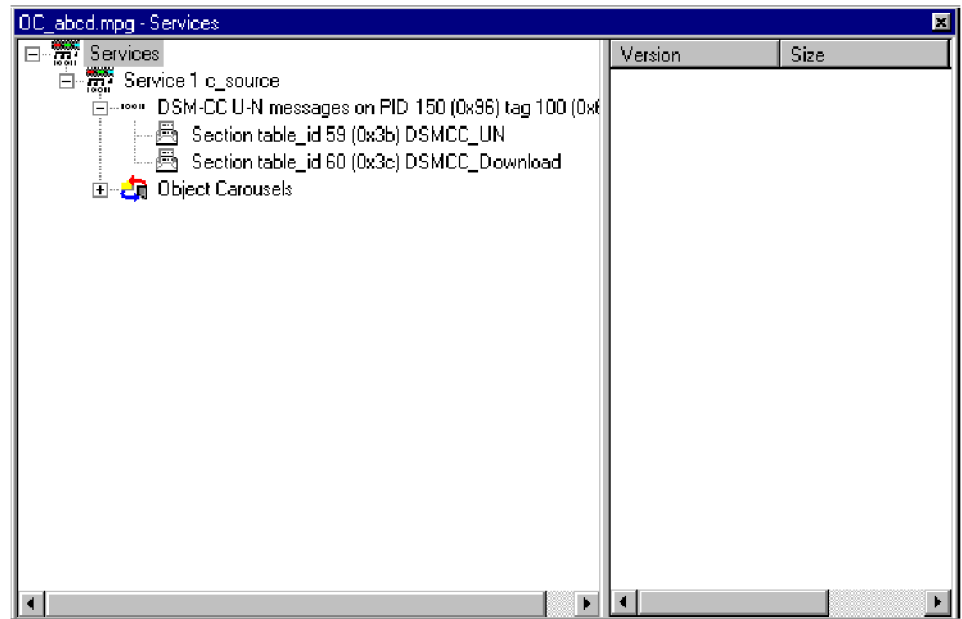 OC_abcd.mpg - Services
Services
Service 1 c_source
DSM-CC U-N messages on PID 150 (0x96) tag 100 (0x
Section table_id 59 (0x3b) DSMCC_UN
Section table_id 60 (0x3c) DSMCC_Download
Object Carousels
Version Size